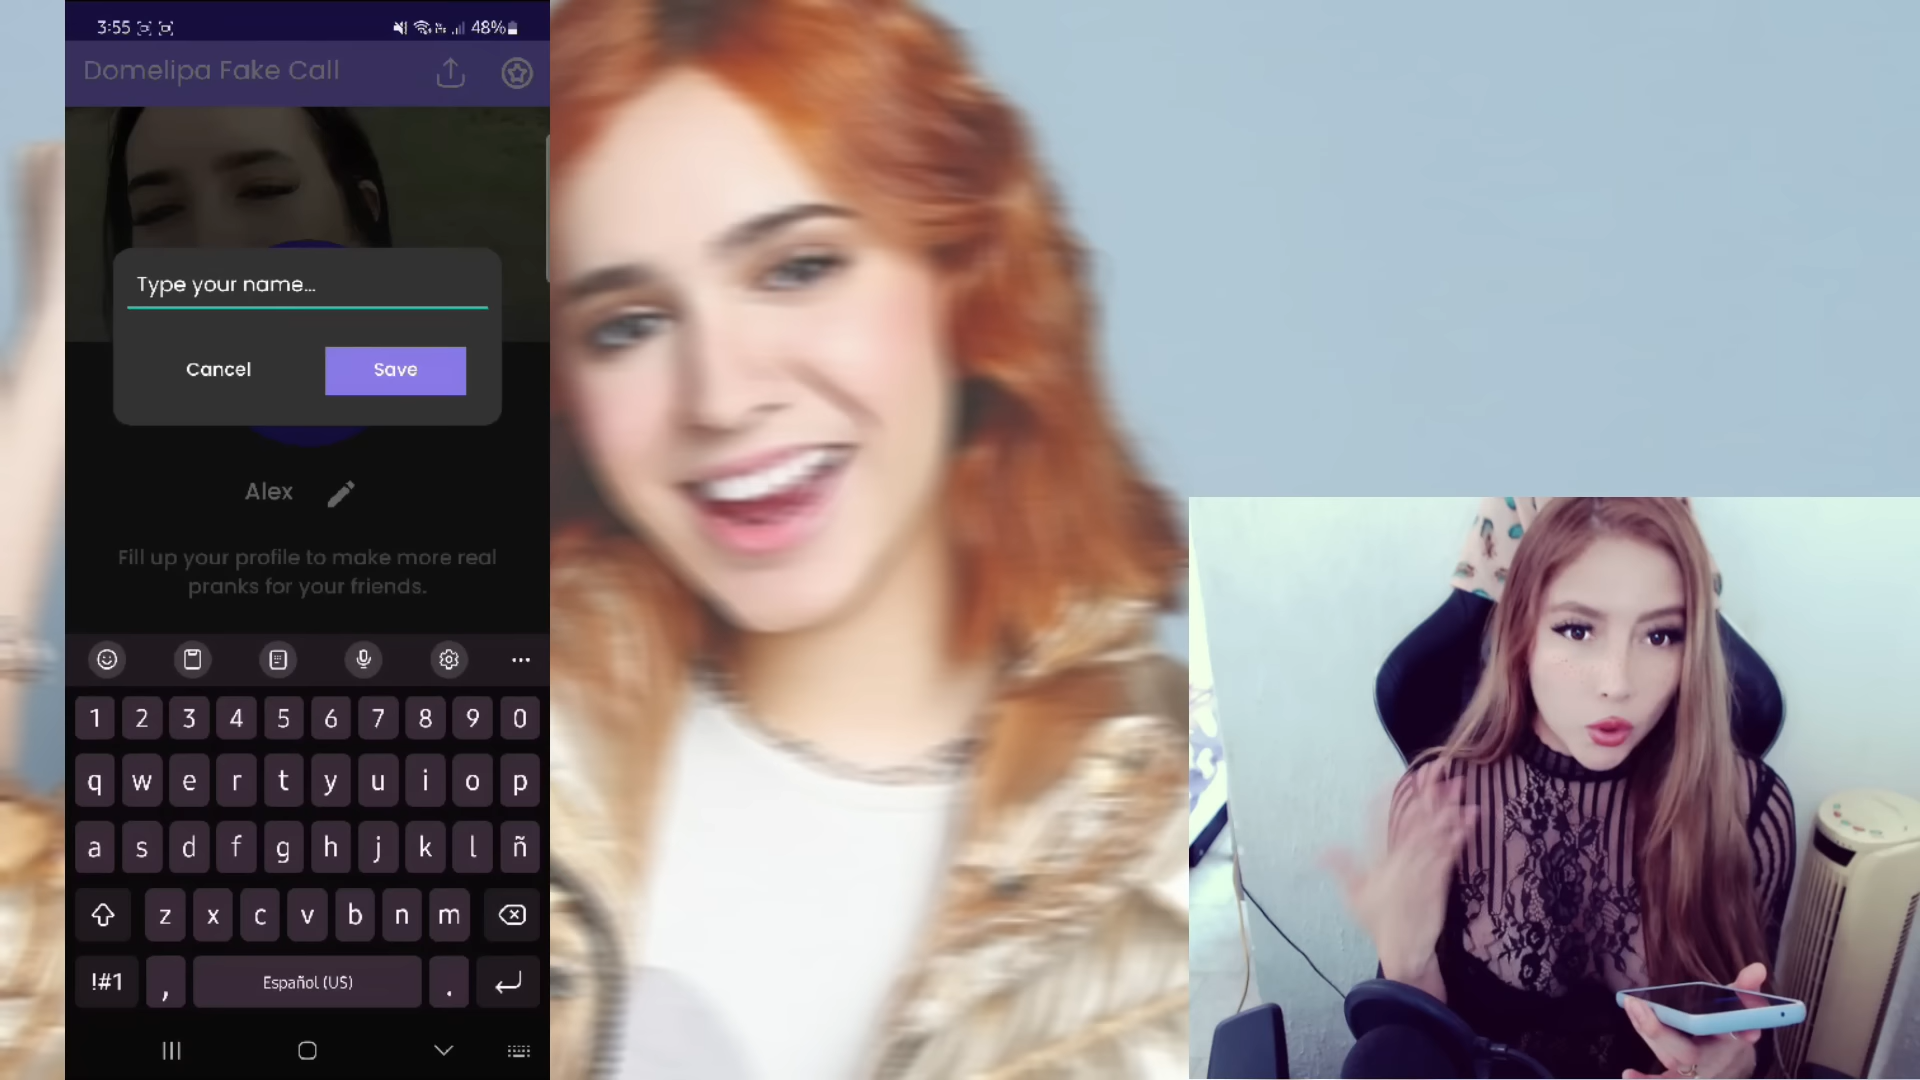 3:55 48%
Domelipa Fake Call
Type your name...
Cancel Save
Alex
Fill up your profile to make more real
pranks for your friends.
1 2 3 4 5 6 7 8 9 0
q w e r t y u i o p
a s d f g h j k l ñ
z x c v b n m
!#1 , Español (US) .